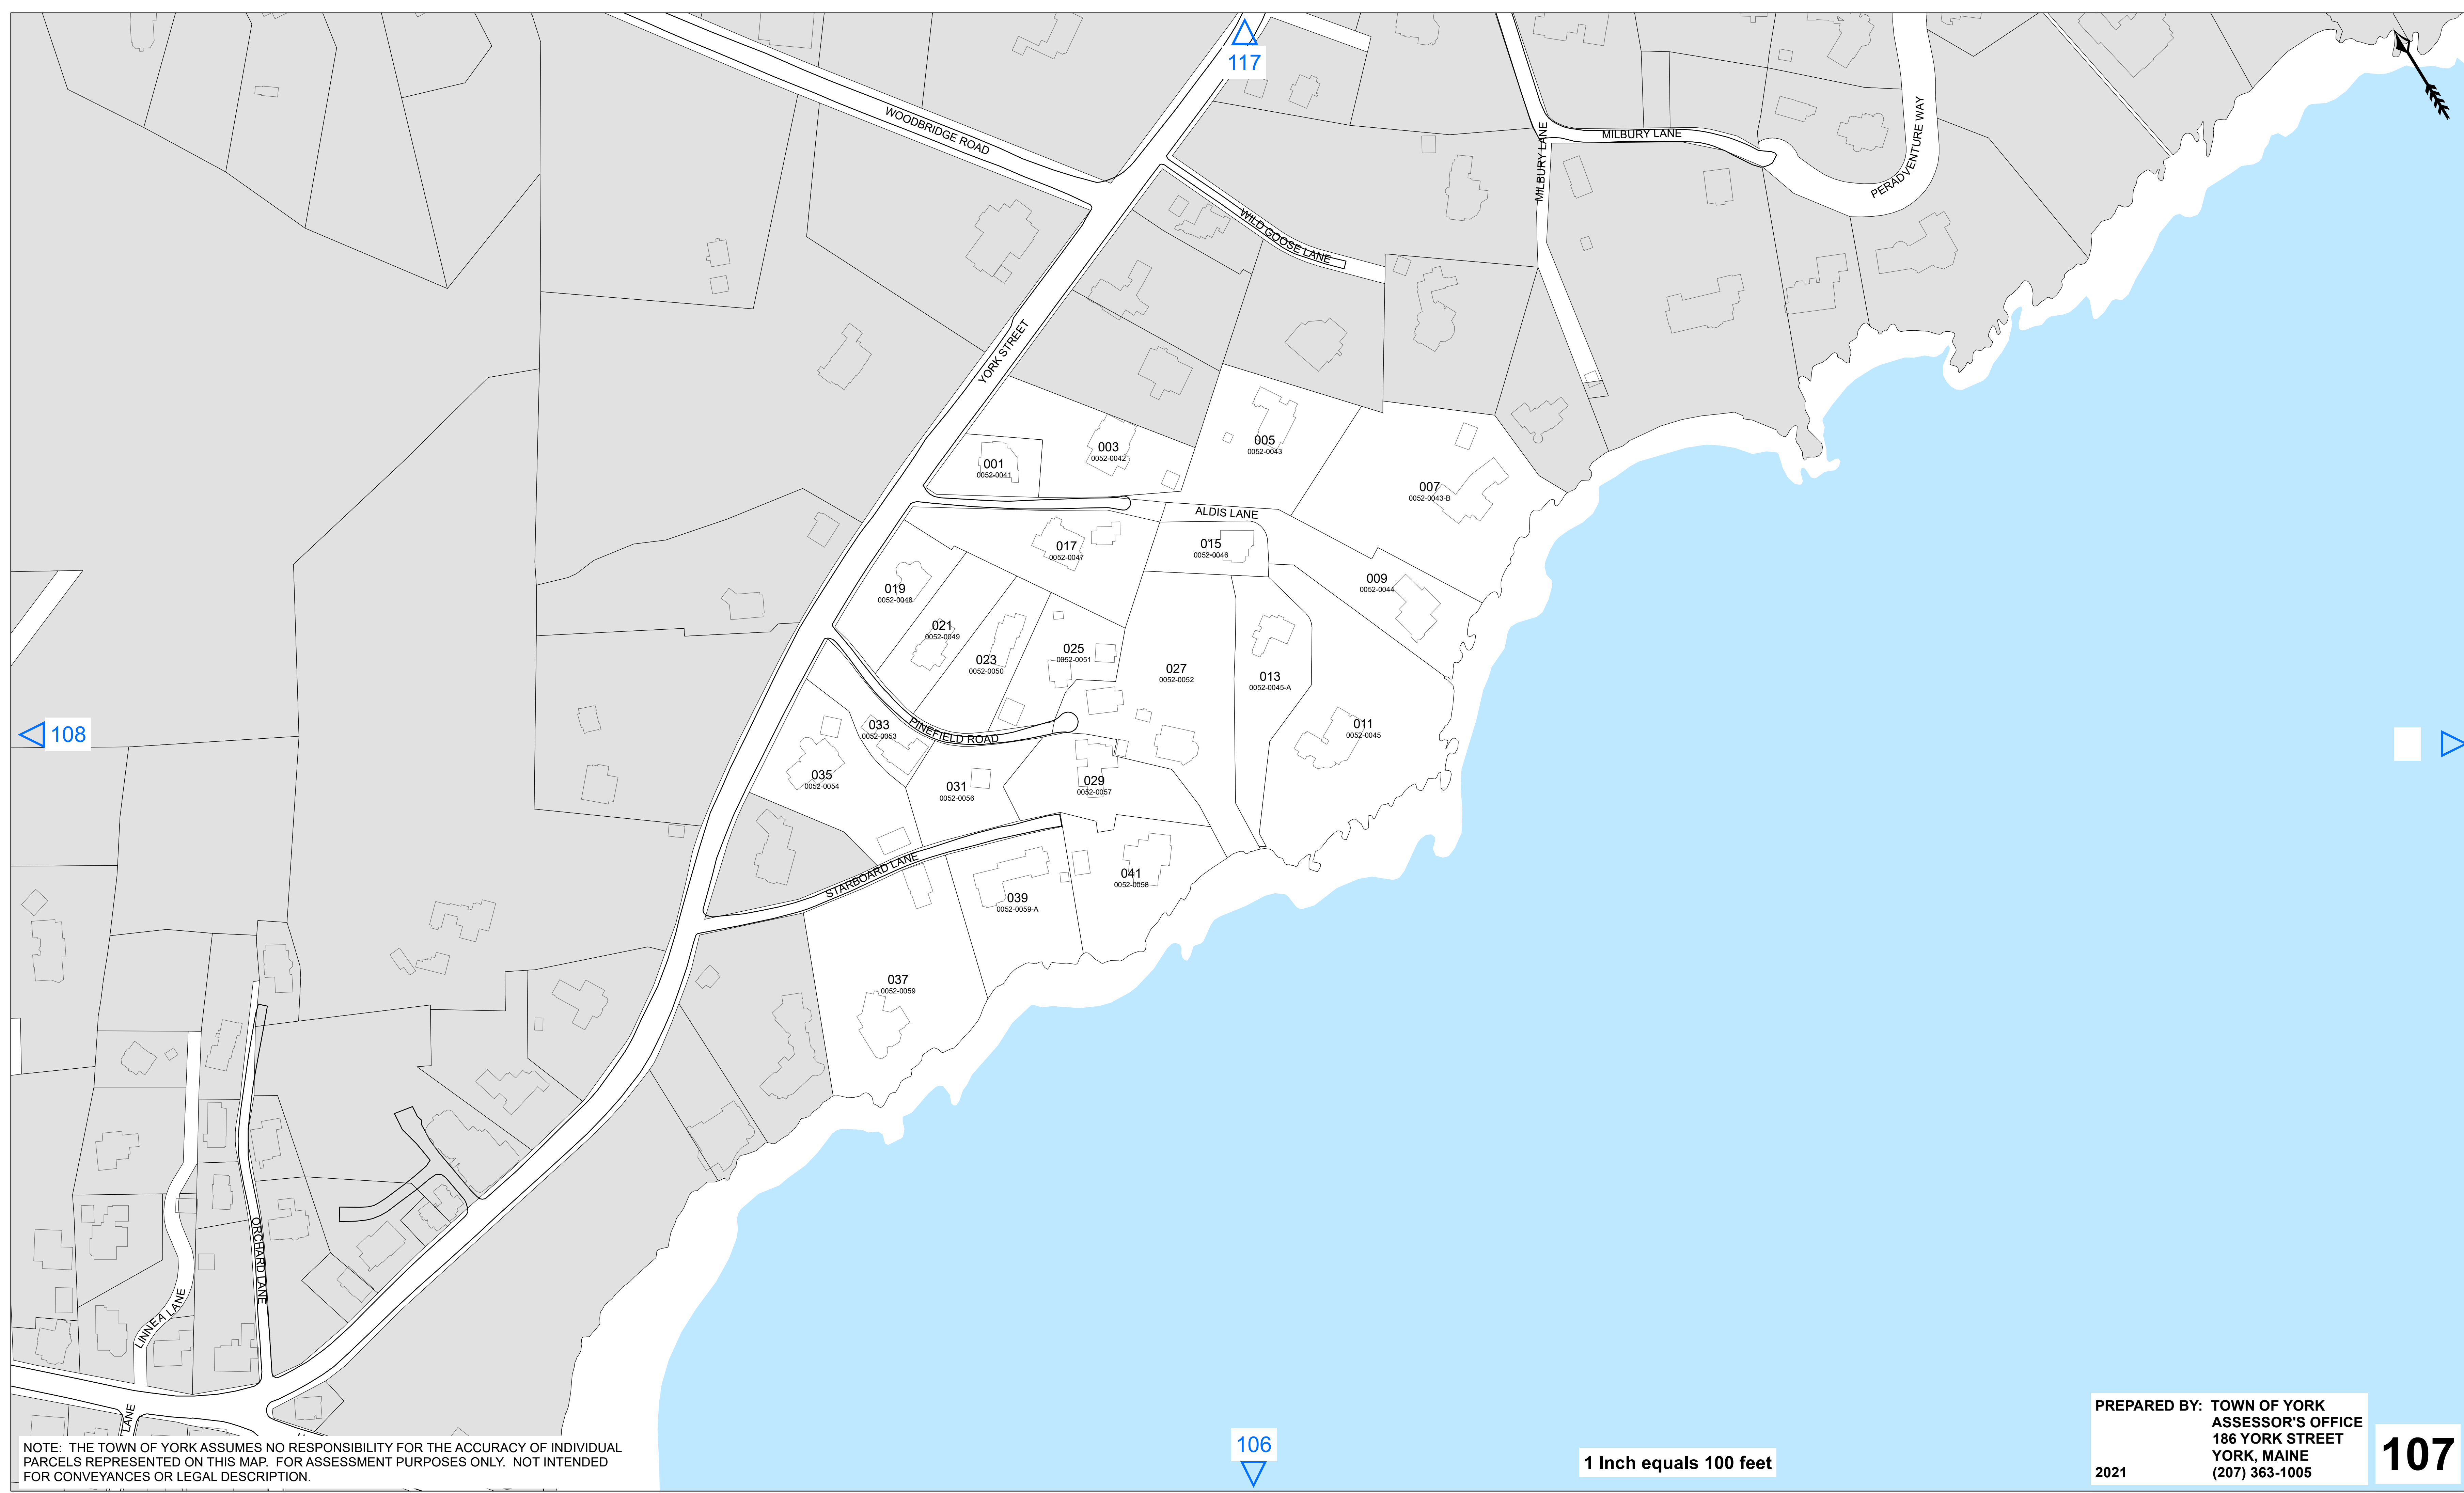 117
WOODBRIDGE ROAD
MILBURY LANE
MILBURY LANE
PERADVENTURE WAY
WILD GOOSE LANE
YORK STREET
001
0052-0041
003
0052-0042
005
0052-0043
007
0052-0043-B
ALDIS LANE
017
0052-0047
015
0052-0046
009
0052-0044
019
0052-0048
021
0052-0049
023
0052-0050
025
0052-0051
027
0052-0052
013
0052-0045-A
011
0052-0045
108
033
0052-0053
PINEFIELD ROAD
035
0052-0054
031
0052-0056
029
0052-0057
STARBOARD LANE
039
0052-0059-A
041
0052-0058
037
0052-0059
ORCHARD LANE
LINNEA LANE
LANE
NOTE: THE TOWN OF YORK ASSUMES NO RESPONSIBILITY FOR THE ACCURACY OF INDIVIDUAL
PARCELS REPRESENTED ON THIS MAP. FOR ASSESSMENT PURPOSES ONLY. NOT INTENDED
FOR CONVEYANCES OR LEGAL DESCRIPTION.
106
1 Inch equals 100 feet
PREPARED BY: TOWN OF YORK
ASSESSOR'S OFFICE
186 YORK STREET
YORK, MAINE
2021 (207) 363-1005
107